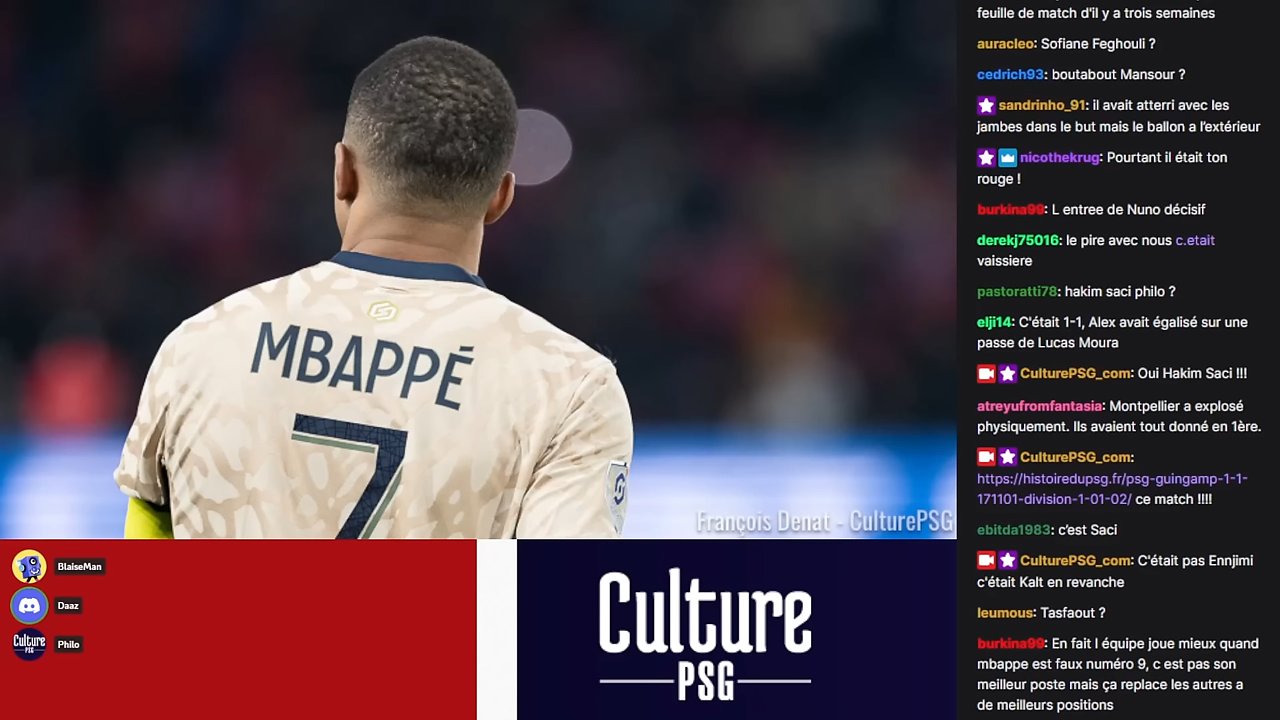 MBAPPÉ
7
François Denat - CulturePSG
BlaiseMan
Daaz
Culture
PSG
Philo
Culture
PSG
feuille de match d'il y a trois semaines
auracleo: Sofiane Feghouli ?
cedrich93: boutabout Mansour ?
sandrinho_91: il avait atterri avec les
jambes dans le but mais le ballon a l'extérieur
nicothekrug: Pourtant il était ton
rouge !
burkina99: L entree de Nuno décisif
derekj75016: le pire avec nous c.etait
vaissiere
pastoratti78: hakim saci philo ?
elji14: C'était 1-1, Alex avait égalisé sur une
passe de Lucas Moura
CulturePSG_com: Oui Hakim Saci !!!
atreyufromfantasia: Montpellier a explosé
physiquement. Ils avaient tout donné en 1ère.
CulturePSG_com:
https://histoiredupsg.fr/psg-guingamp-1-1-
171101-division-1-01-02/ ce match !!!!
ebitda1983: c'est Saci
CulturePSG_com: C'était pas Ennjimi
c'était Kalt en revanche
leumous: Tasfaout ?
burkina99: En fait l équipe joue mieux quand
mbappe est faux numéro 9, c est pas son
meilleur poste mais ça replace les autres a
de meilleurs positions